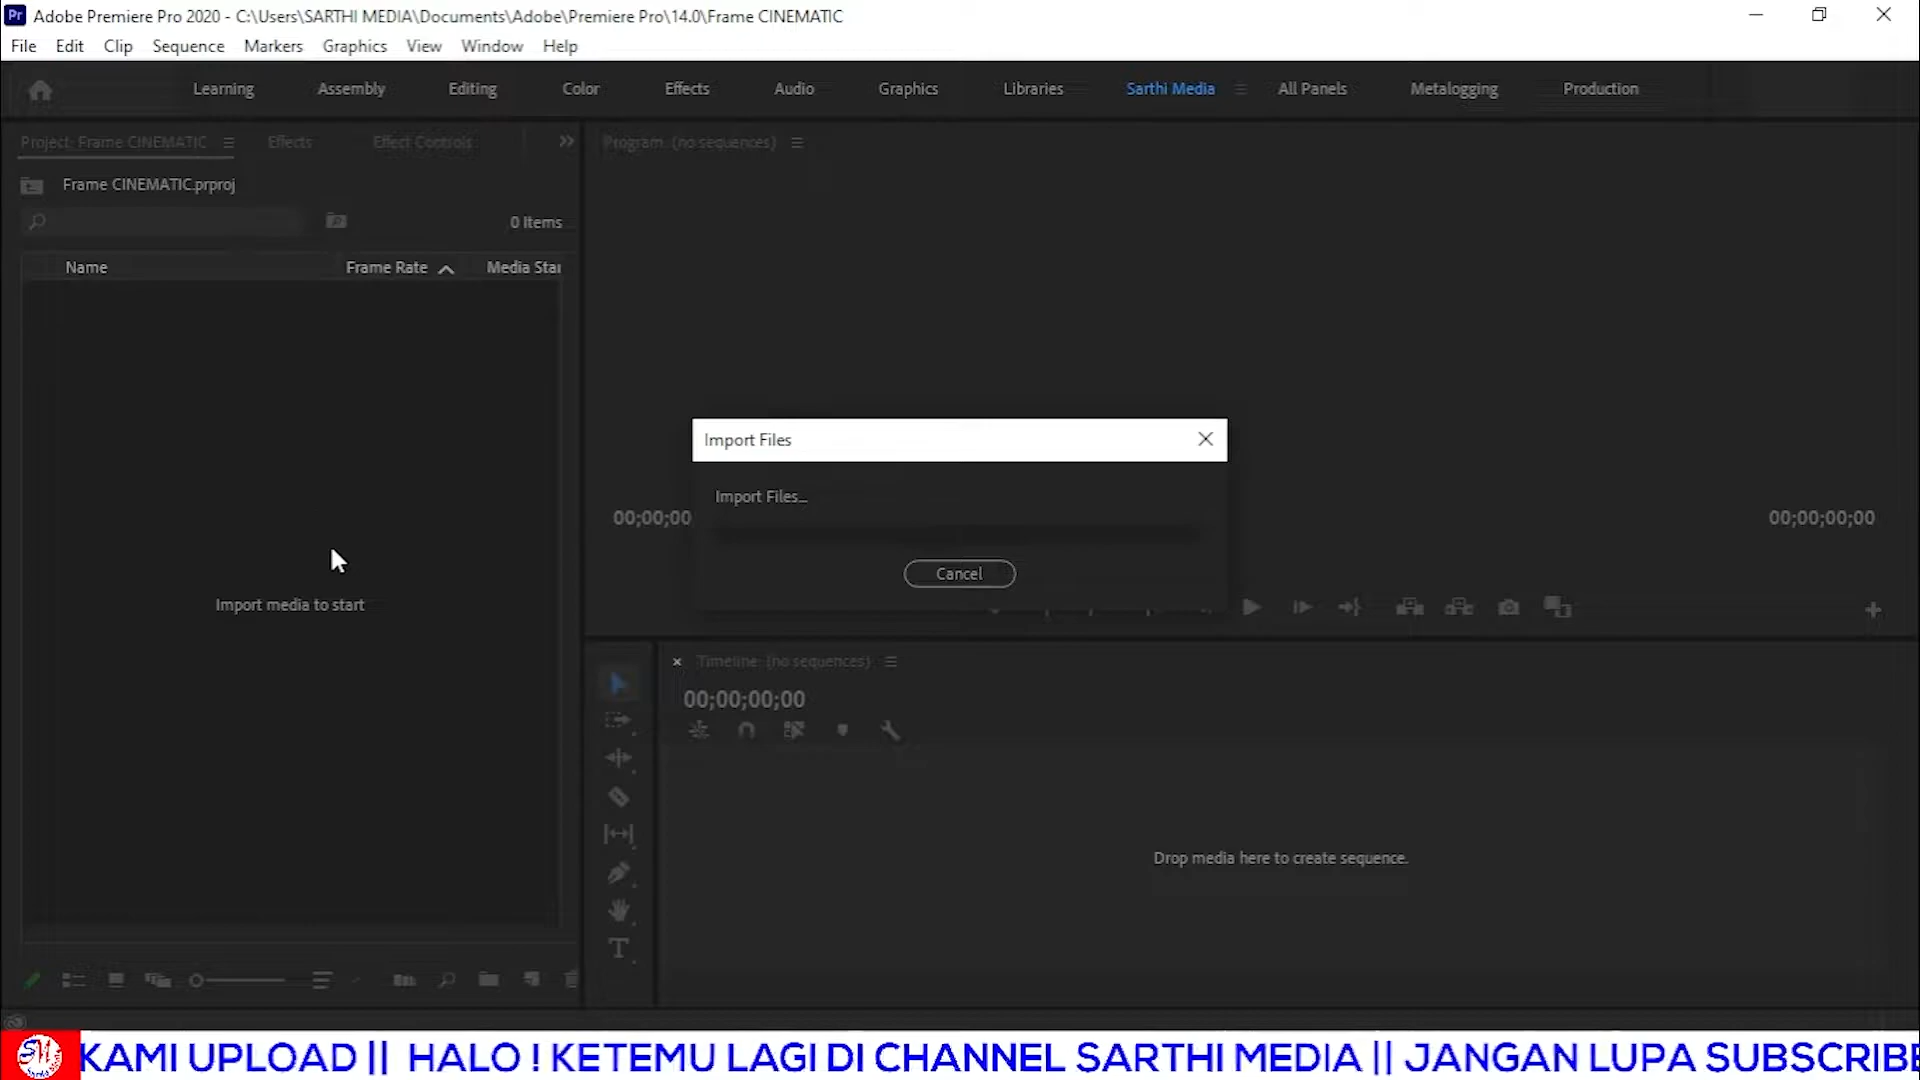 Adobe Premiere Pro 2020 - C:\Users\SARTHI MEDIA\Documents\Adobe\Premiere Pro\14.0\Frame CINEMATIC
File Edit Clip Sequence Markers Graphics View Window Help
Learning Assembly Editing Color Effects Audio Graphics Libraries Sarthi Media All Panels Metalogging Production
Project: Frame CINEMATIC Effects Effect Controls
Program: (no sequences)
Frame CINEMATIC.prproj
0 Items
Name Frame Rate Media Star
Import Files
Import Files...
Cancel
00;00;00
00;00;00;00
Import media to start
Timeline: (no sequences)
00;00;00;00
Drop media here to create sequence.
KAMI UPLOAD || HALO ! KETEMU LAGI DI CHANNEL SARTHI MEDIA || JANGAN LUPA SUBSCRIBE